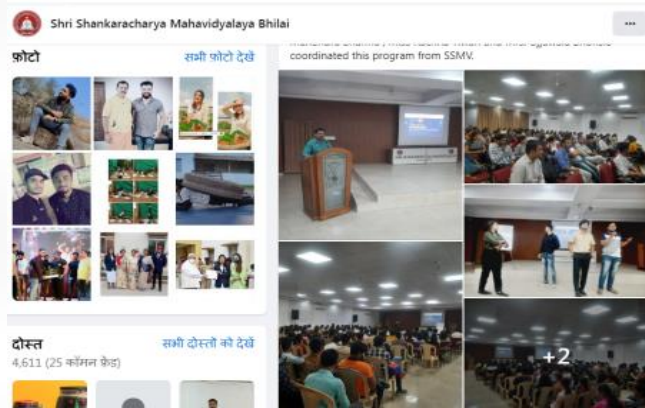 Shri Shankaracharya Mahavidyalaya Bhilai
फ़ोटो
सभी फ़ोटो देखें
coordinated this program from SSMV.
+2
दोस्त
सभी दोस्तों को देखें
4,611 (25 कॉमन फ़्रेंड)